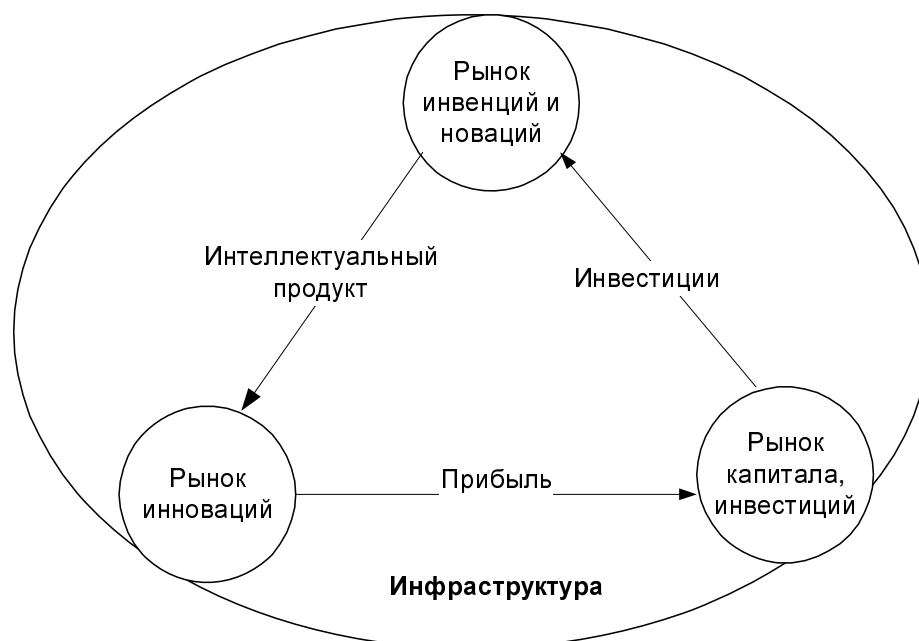 Рынок
инвенций и
новаций
Интеллектуальный
продукт
Инвестиции
Рынок
инноваций
Прибыль
Рынок
капитала,
инвестиций
Инфраструктура